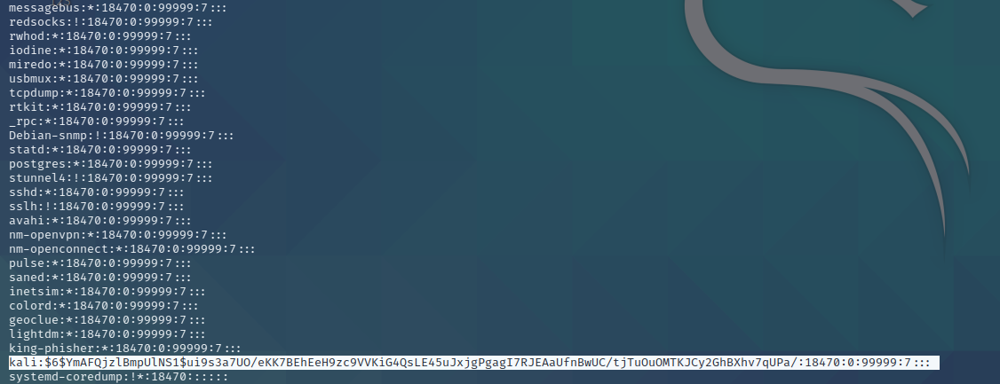 messagebus:*:18470:0:99999:7:::
redsocks:!:18470:0:99999:7:::
rwhod:*:18470:0:99999:7:::
iodine:*:18470:0:99999:7:::
miredo:*:18470:0:99999:7:::
usbmux:*:18470:0:99999:7:::
tcpdump:*:18470:0:99999:7:::
rtkit:*:18470:0:99999:7:::
_rpc:*:18470:0:99999:7:::
Debian-snmp:!:18470:0:99999:7:::
statd:*:18470:0:99999:7:::
postgres:*:18470:0:99999:7:::
stunnel4:!:18470:0:99999:7:::
sshd:*:18470:0:99999:7:::
sslh:!:18470:0:99999:7:::
avahi:*:18470:0:99999:7:::
nm-openvpn:*:18470:0:99999:7:::
nm-openconnect:*:18470:0:99999:7:::
pulse:*:18470:0:99999:7:::
saned:*:18470:0:99999:7:::
inetsim:*:18470:0:99999:7:::
colord:*:18470:0:99999:7:::
geoclue:*:18470:0:99999:7:::
lightdm:*:18470:0:99999:7:::
king-phisher:*:18470:0:99999:7:::
kali:$6$YmAFQjzlBmpUlNS1$ui9s3a7UO/eKK7BEhEeH9zc9VVKiG4QsLE45uJxjgPgagI7RJEAaUfnBwUC/tjTuOuOMTKJCy2GhBXhv7qUPa/:18470:0:99999:7:::
systemd-coredump:!*:18470::::::